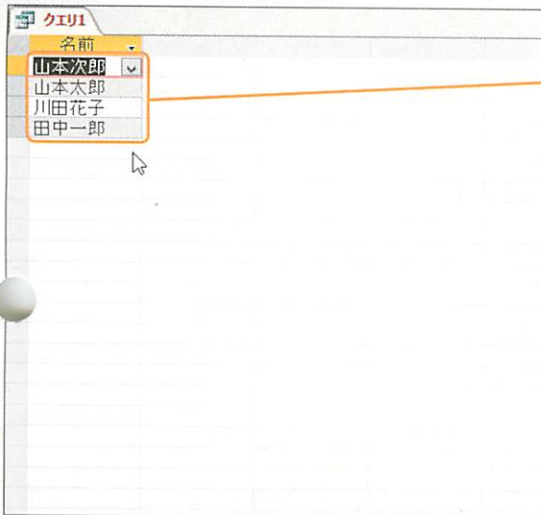 クエリ1
名前
山本次郎
山本太郎
川田花子
田中一郎